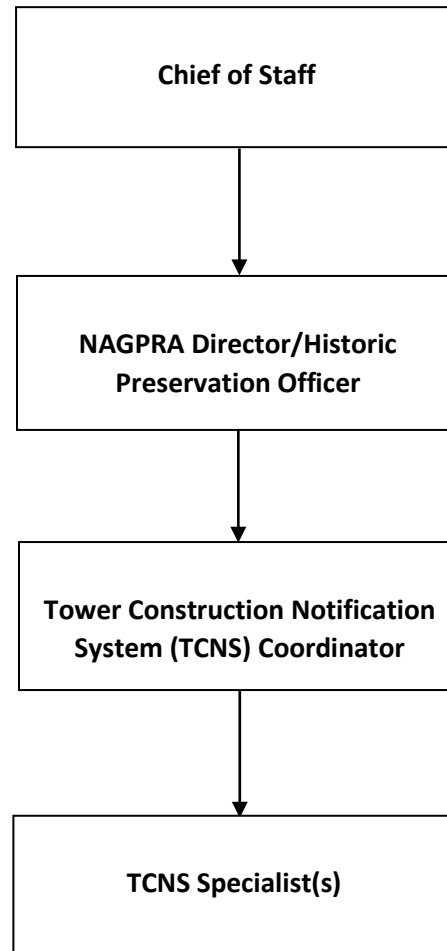 Chief of Staff
NAGPRA Director/Historic
Preservation Officer
Tower Construction Notification
System (TCNS) Coordinator
TCNS Specialist(s)